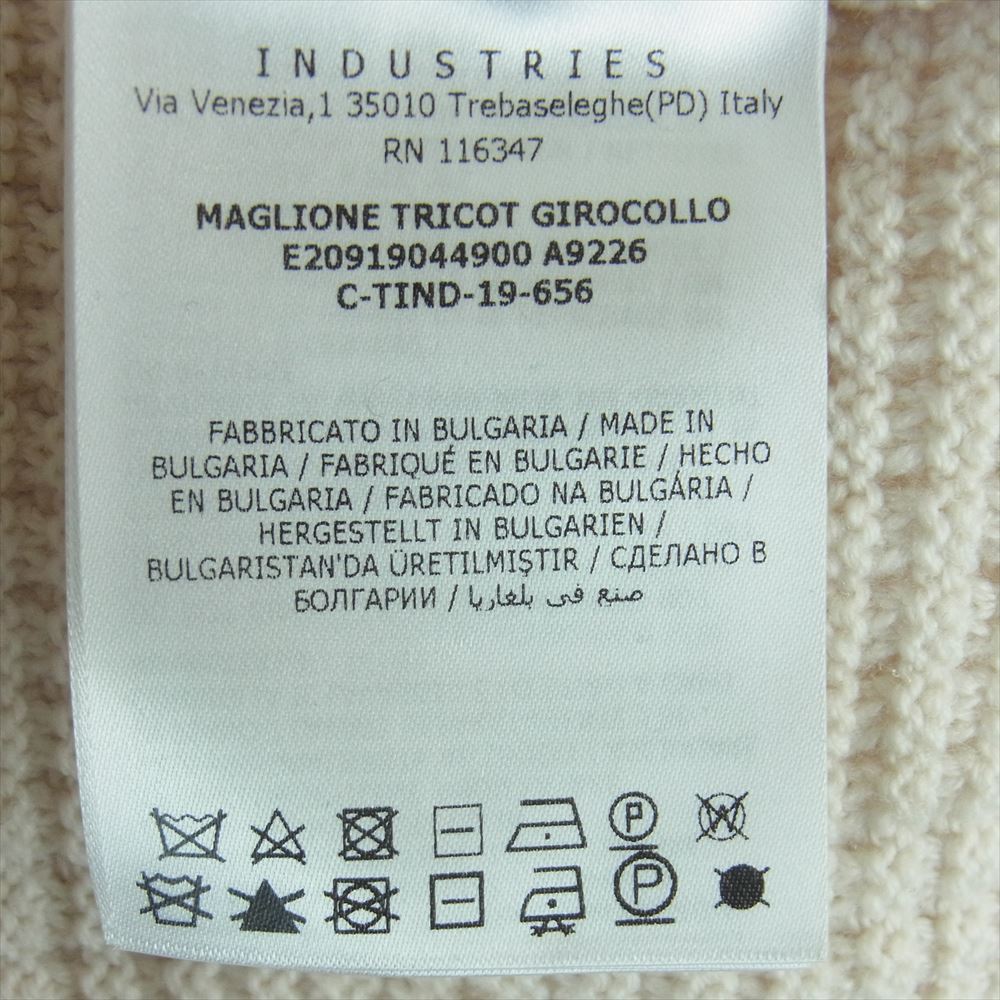 INDUSTRIES
Via Venezia,1 35010 Trebaseleghe(PD) Italy
RN 116347
MAGLIONE TRICOT GIROCOLLO
E20919044900 A9226
C-TIND-19-656
FABBRICATO IN BULGARIA / MADE IN
BULGARIA / FABRIQUÉ EN BULGARIE / HECHO
EN BULGARIA / FABRICADO NA BULGÁRIA /
HERGESTELLT IN BULGARIEN /
BULGARISTAN'DA ÜRETILMIŞTIR / СДЕЛАНО В
БОЛГАРИИ / صنع في بلغاريا
P W
P